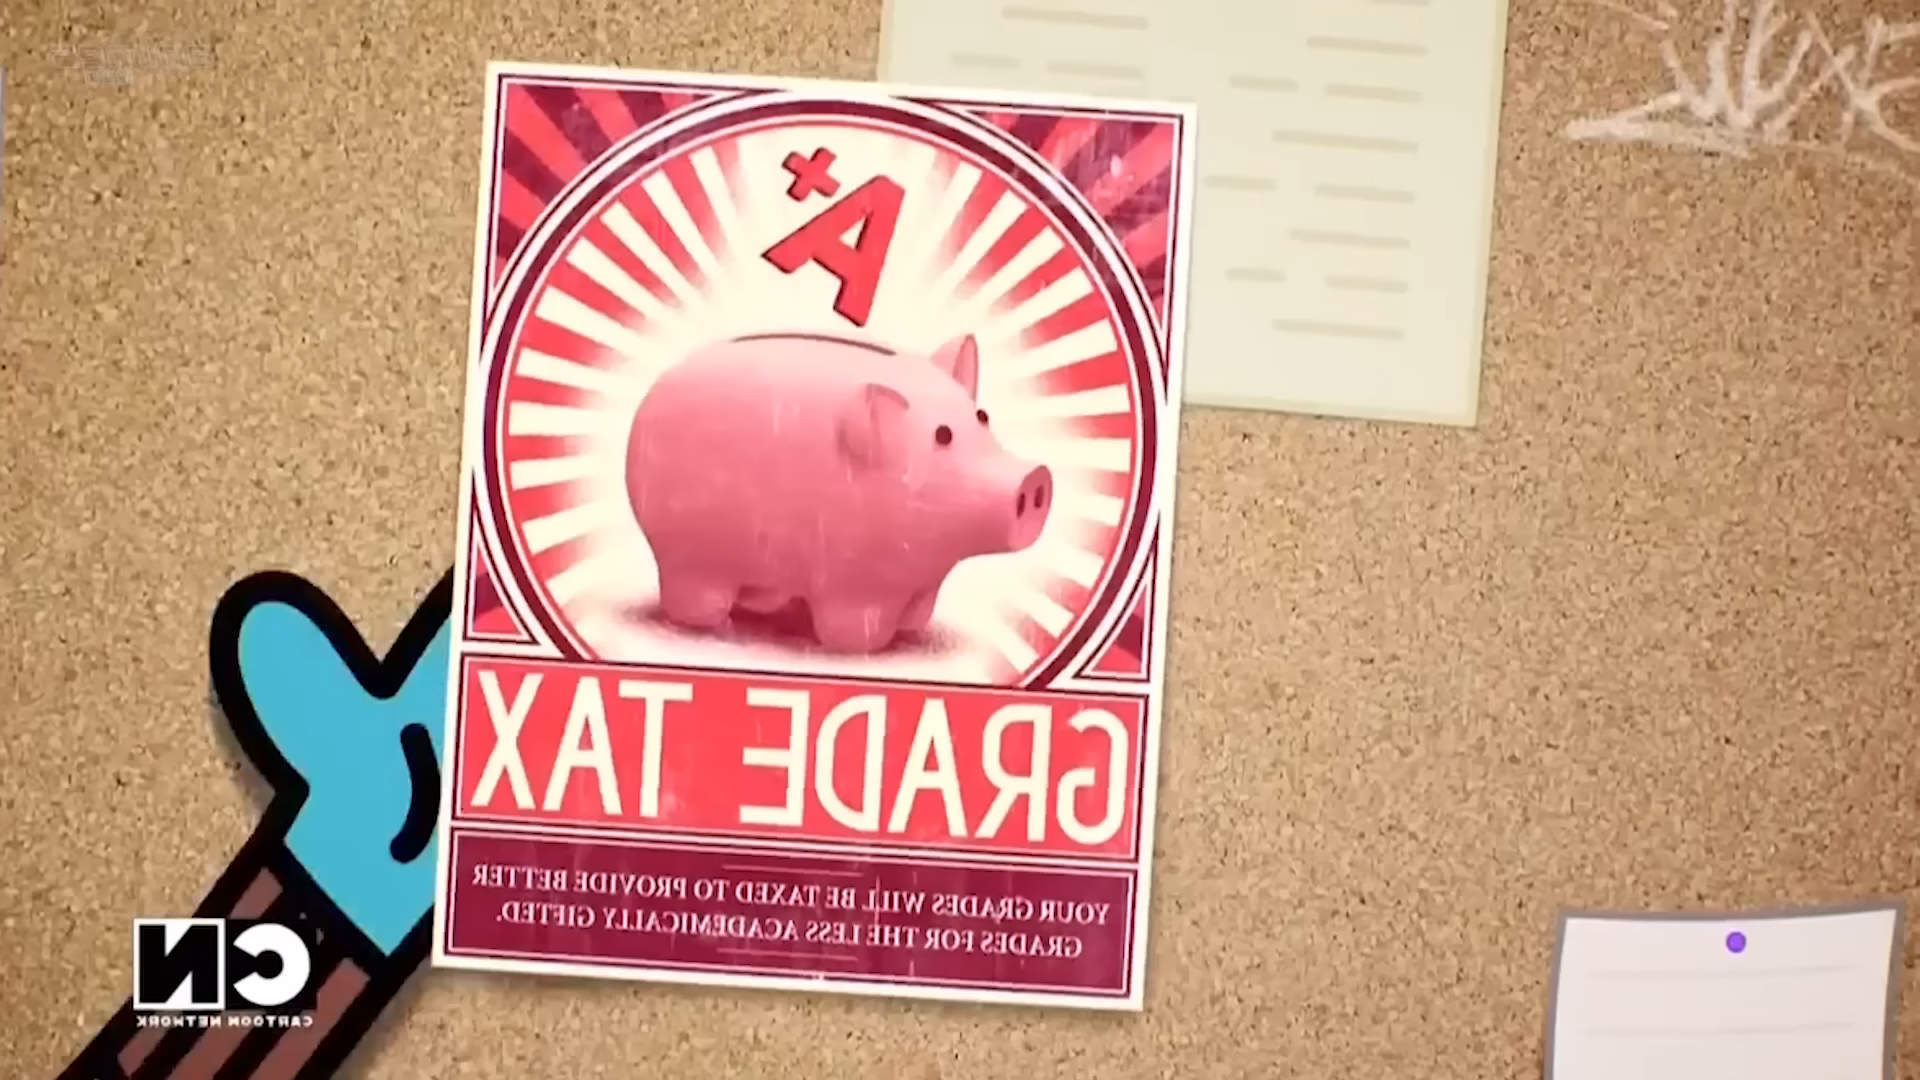 A+
GRADE TAX
YOUR GRADES WILL BE TAXED TO PROVIDE BETTER
GRADES FOR THE LESS ACADEMICALLY GIFTED.
CN
CARTOON NETWORK